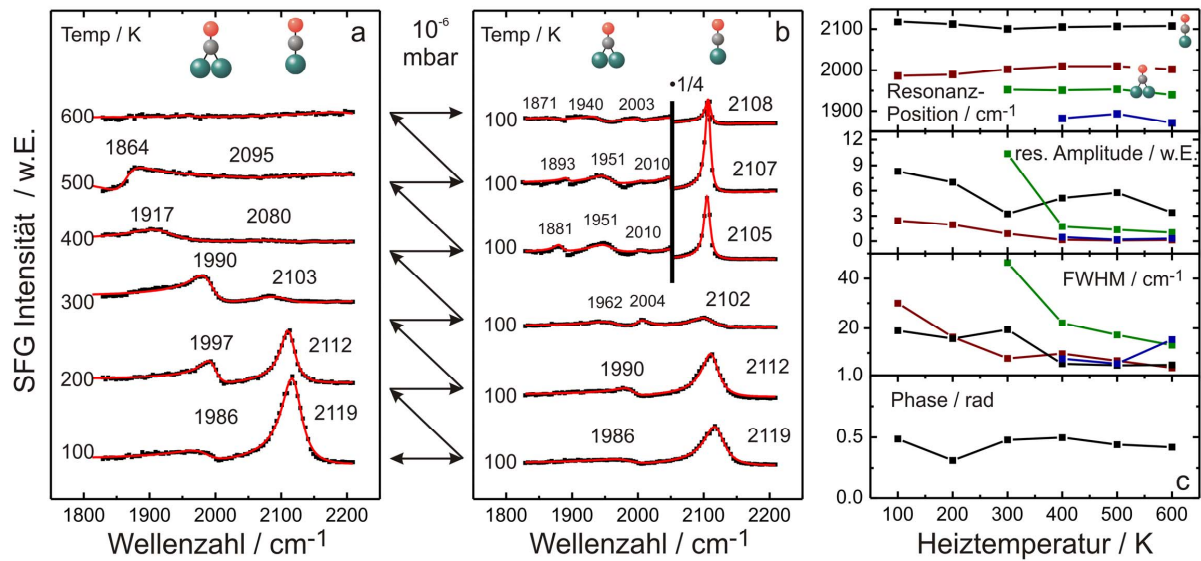 SFG Intensität / w.E.
Temp / K
a
600
1864
2095
500
1917
2080
400
1990
2103
300
1997
2112
200
1986
2119
100
1800 1900 2000 2100 2200
Wellenzahl / cm-1
10-6
mbar
Temp / K
b
•1/4
1871 1940 2003
2108
100
1893 1951 2010
2107
100
1881 1951 2010
2105
100
1962 2004
2102
100
1990
2112
100
1986
2119
100
1800 1900 2000 2100 2200
Wellenzahl / cm-1
2100
2000
1900
Resonanz-
Position / cm-1
12
9
6
3
0
res. Amplitude / w.E.
40
20
1.0
FWHM / cm-1
Phase / rad
0.5
0.0
c
100 200 300 400 500 600
Heiztemperatur / K